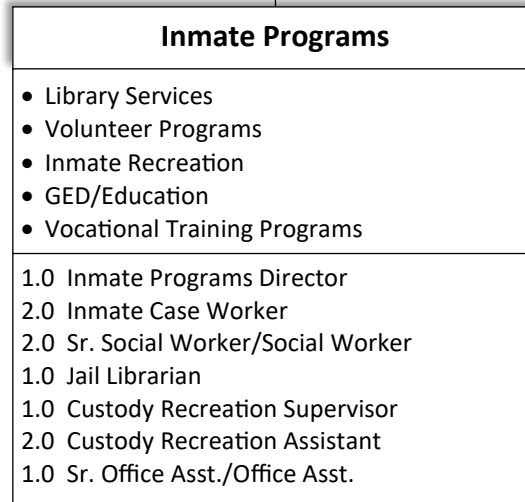 Inmate Programs
• Library Services
• Volunteer Programs
• Inmate Recreation
• GED/Education
• Vocational Training Programs
1.0 Inmate Programs Director
2.0 Inmate Case Worker
2.0 Sr. Social Worker/Social Worker
1.0 Jail Librarian
1.0 Custody Recreation Supervisor
2.0 Custody Recreation Assistant
1.0 Sr. Office Asst./Office Asst.